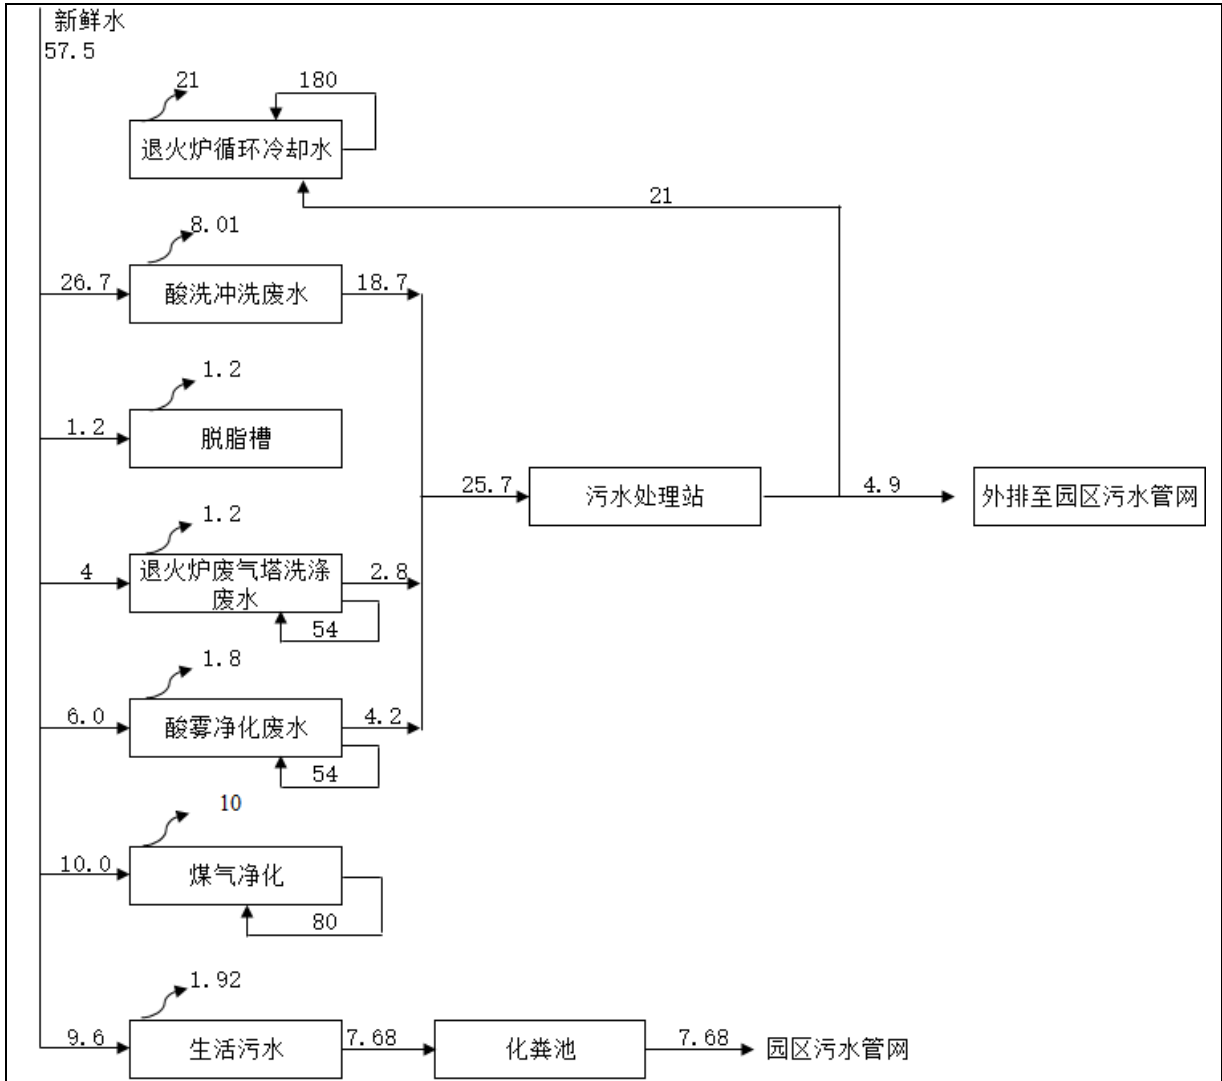 新鲜水
57.5
21
180
退火炉循环冷却水
21
8.01
26.7
酸洗冲洗废水
18.7
1.2
1.2
脱脂槽
25.7
污水处理站
4.9
外排至园区污水管网
1.2
4
退火炉废气塔洗涤
废水
2.8
54
1.8
6.0
酸雾净化废水
4.2
54
10
10.0
煤气净化
80
1.92
9.6
生活污水
7.68
化粪池
7.68
园区污水管网